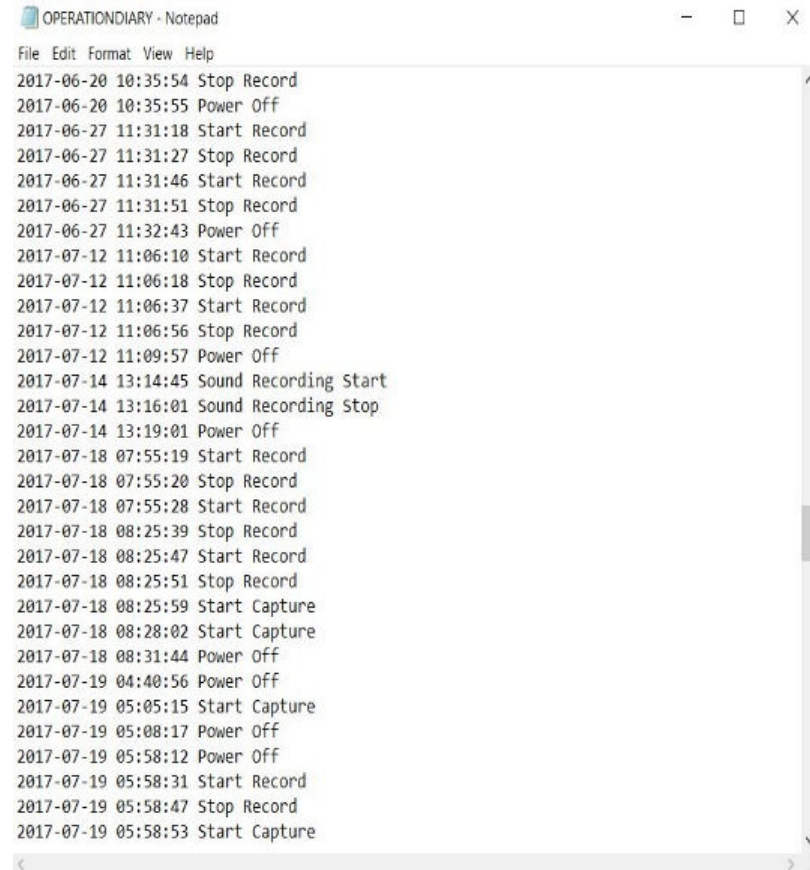 OPERATIONDIARY - Notepad
File Edit Format View Help
2017-06-20 10:35:54 Stop Record
2017-06-20 10:35:55 Power Off
2017-06-27 11:31:18 Start Record
2017-06-27 11:31:27 Stop Record
2017-06-27 11:31:46 Start Record
2017-06-27 11:31:51 Stop Record
2017-06-27 11:32:43 Power Off
2017-07-12 11:06:10 Start Record
2017-07-12 11:06:18 Stop Record
2017-07-12 11:06:37 Start Record
2017-07-12 11:06:56 Stop Record
2017-07-12 11:09:57 Power Off
2017-07-14 13:14:45 Sound Recording Start
2017-07-14 13:16:01 Sound Recording Stop
2017-07-14 13:19:01 Power Off
2017-07-18 07:55:19 Start Record
2017-07-18 07:55:20 Stop Record
2017-07-18 07:55:28 Start Record
2017-07-18 08:25:39 Stop Record
2017-07-18 08:25:47 Start Record
2017-07-18 08:25:51 Stop Record
2017-07-18 08:25:59 Start Capture
2017-07-18 08:28:02 Start Capture
2017-07-18 08:31:44 Power Off
2017-07-19 04:40:56 Power Off
2017-07-19 05:05:15 Start Capture
2017-07-19 05:08:17 Power Off
2017-07-19 05:58:12 Power Off
2017-07-19 05:58:31 Start Record
2017-07-19 05:58:47 Stop Record
2017-07-19 05:58:53 Start Capture